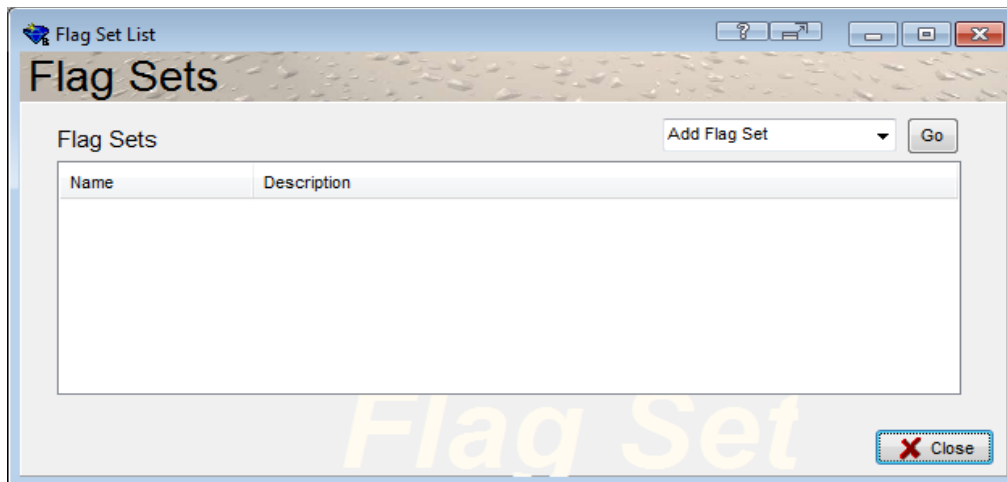 Flag Set List
Flag Sets
Flag Sets Add Flag Set Go
Name Description
Flag Set
Close